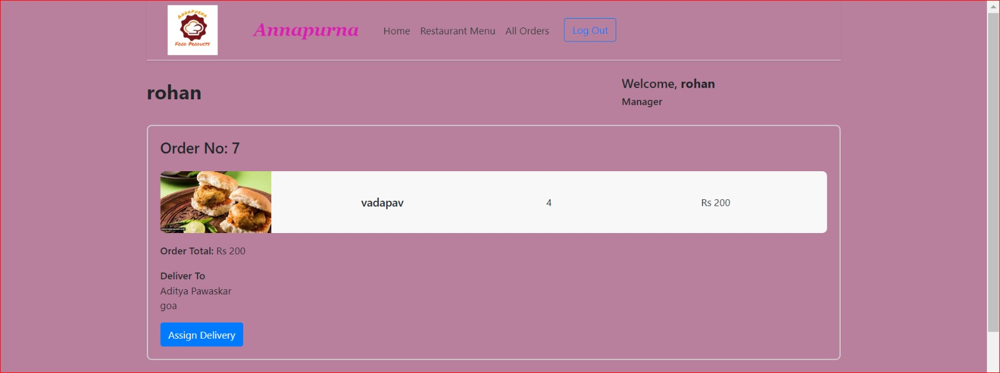 ANNAPURNA
FOOD PRODUCTS
Annapurna
Home
Restaurant Menu
All Orders
Log Out
rohan
Welcome, rohan
Manager
Order No: 7
vadapav
4
Rs 200
Order Total: Rs 200
Deliver To
Aditya Pawaskar
goa
Assign Delivery